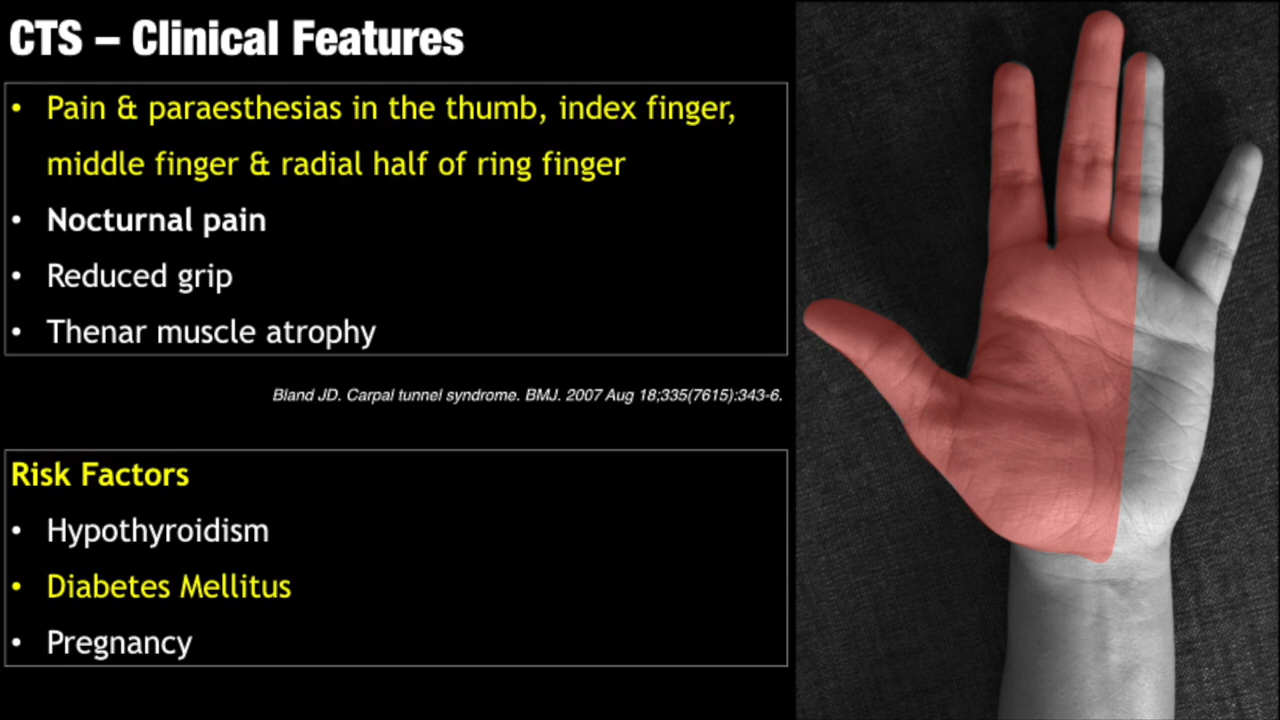 CTS – Clinical Features
• Pain & paraesthesias in the thumb, index finger,
middle finger & radial half of ring finger
• Nocturnal pain
• Reduced grip
• Thenar muscle atrophy
Bland JD. Carpal tunnel syndrome. BMJ. 2007 Aug 18;335(7615):343-6.
Risk Factors
• Hypothyroidism
• Diabetes Mellitus
• Pregnancy